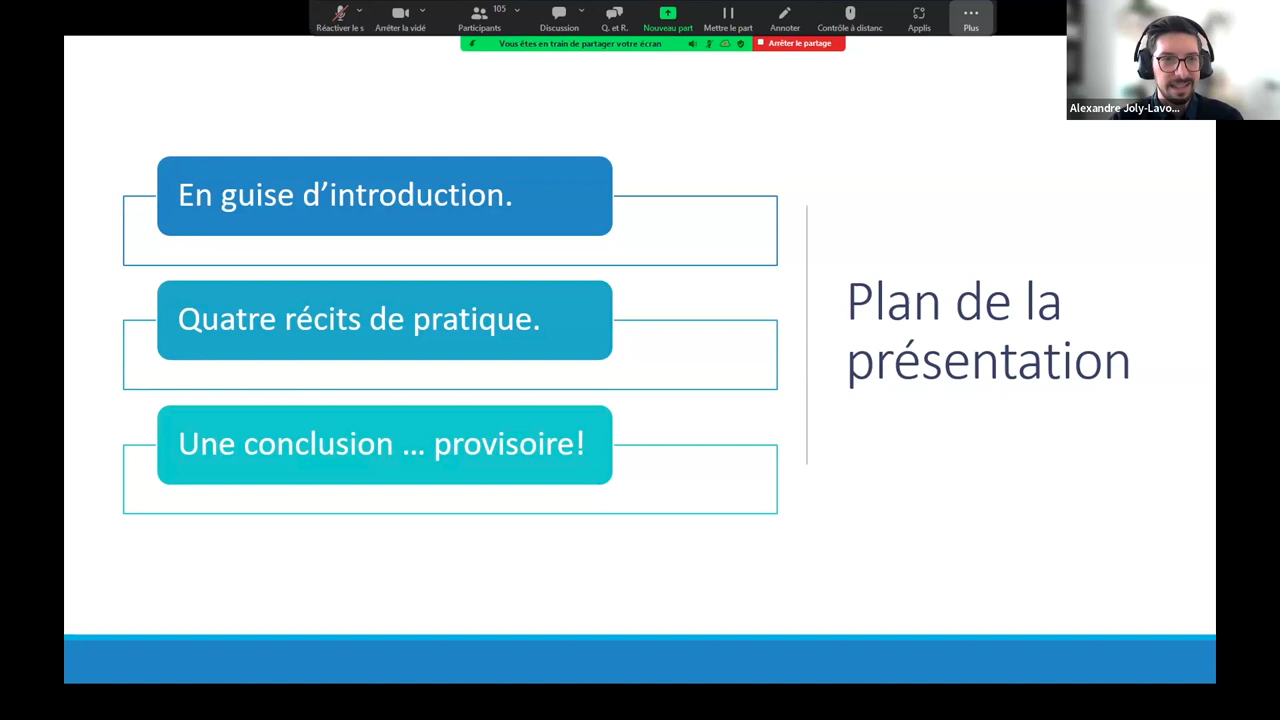 105
Réactiver le s
Arrêter la vidé
Participants
Discussion
Q. et R.
Nouveau part
Mettre le part
Annoter
Contrôle à distanc
Applis
Plus
Vous êtes en train de partager votre écran
Arrêter le partage
Alexandre Joly-Lavo...
En guise d’introduction.
Quatre récits de pratique.
Une conclusion ... provisoire!
Plan de la
présentation